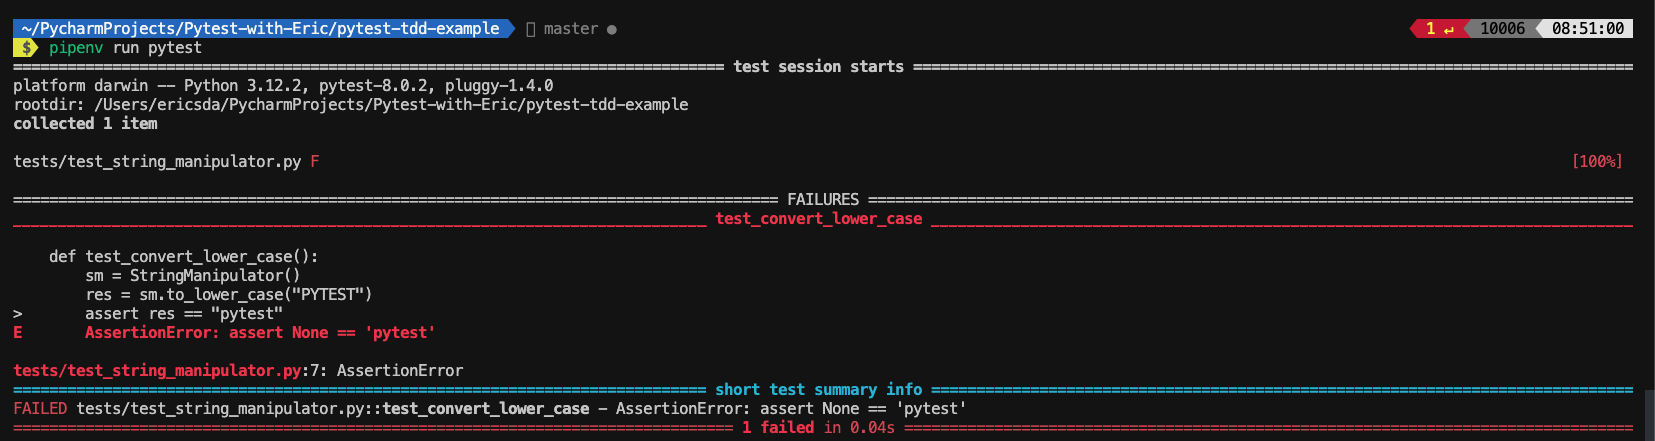 ~/PycharmProjects/Pytest-with-Eric/pytest-tdd-example master ● 1 ↵ 10006 08:51:00
$ pipenv run pytest
=============================================================================== test session starts ================================================================================
platform darwin -- Python 3.12.2, pytest-8.0.2, pluggy-1.4.0
rootdir: /Users/ericsda/PycharmProjects/Pytest-with-Eric/pytest-tdd-example
collected 1 item
tests/test_string_manipulator.py F [100%]
===================================================================================== FAILURES =====================================================================================
_____________________________________________________________________________ test_convert_lower_case ______________________________________________________________________________
    def test_convert_lower_case():
        sm = StringManipulator()
        res = sm.to_lower_case("PYTEST")
>       assert res == "pytest"
E       AssertionError: assert None == 'pytest'
tests/test_string_manipulator.py:7: AssertionError
============================================================================= short test summary info ==============================================================================
FAILED tests/test_string_manipulator.py::test_convert_lower_case - AssertionError: assert None == 'pytest'
================================================================================ 1 failed in 0.04s =================================================================================